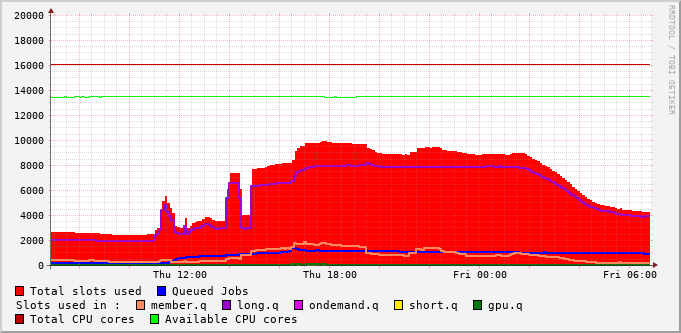 20000
18000
16000
14000
12000
10000
8000
6000
4000
2000
0
Thu 12:00 Thu 18:00 Fri 00:00 Fri 06:00
Total slots used Queued Jobs
Slots used in : member.q long.q ondemand.q short.q gpu.q
Total CPU cores Available CPU cores
RRDTOOL / TOBI OETIKER